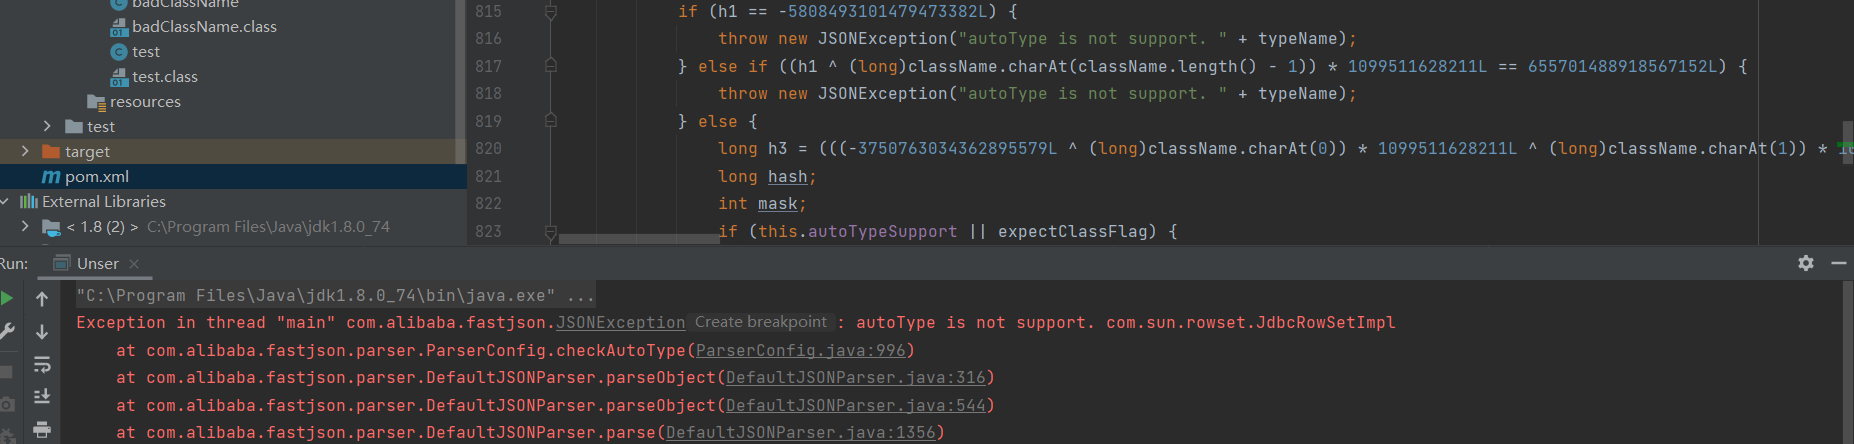 badClassName
badClassName.class
test
test.class
resources
test
target
pom.xml
External Libraries
< 1.8 (2) > C:\Program Files\Java\jdk1.8.0_74
815 if (h1 == -5808493101479473382L) {
816 throw new JSONException("autoType is not support. " + typeName);
817 } else if ((h1 ^ (long)className.charAt(className.length() - 1)) * 1099511628211L == 655701488918567152L) {
818 throw new JSONException("autoType is not support. " + typeName);
819 } else {
820 long h3 = (((-3750763034362895579L ^ (long)className.charAt(0)) * 1099511628211L ^ (long)className.charAt(1)) *
821 long hash;
822 int mask;
823 if (this.autoTypeSupport || expectClassFlag) {
Run: Unser
"C:\Program Files\Java\jdk1.8.0_74\bin\java.exe" ...
Exception in thread "main" com.alibaba.fastjson.JSONException Create breakpoint : autoType is not support. com.sun.rowset.JdbcRowSetImpl
at com.alibaba.fastjson.parser.ParserConfig.checkAutoType(ParserConfig.java:996)
at com.alibaba.fastjson.parser.DefaultJSONParser.parseObject(DefaultJSONParser.java:316)
at com.alibaba.fastjson.parser.DefaultJSONParser.parseObject(DefaultJSONParser.java:544)
at com.alibaba.fastjson.parser.DefaultJSONParser.parse(DefaultJSONParser.java:1356)